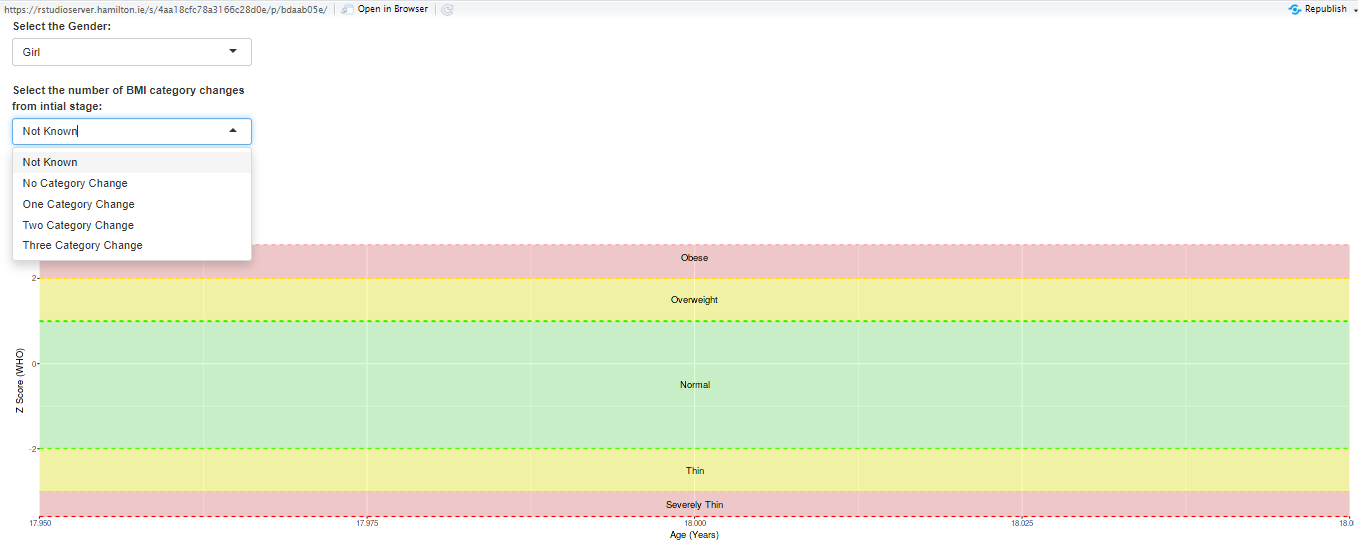 https://rstudioserver.hamilton.ie/s/4aa18cfc78a3166c28d0e/p/bdaab05e/ Open in Browser Republish
Select the Gender:
Girl
Select the number of BMI category changes
from intial stage:
Not Known
Not Known
No Category Change
One Category Change
Two Category Change
Three Category Change
Obese
2
Overweight
0
Z Score (WHO)
Normal
-2
Thin
Severely Thin
17.950 17.975 18.000 18.025 18.0
Age (Years)